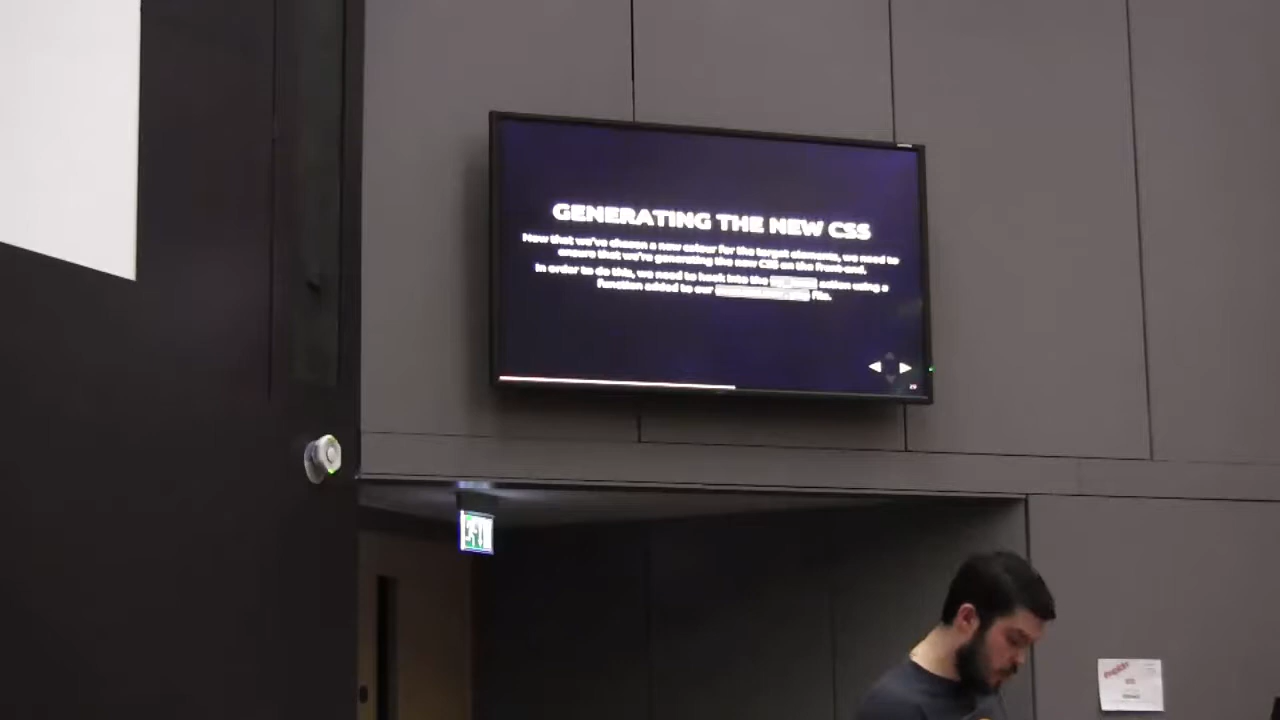 GENERATING THE NEW CSS
Now that we've chosen a new colour for the target elements, we need to
ensure that we're generating the new CSS on the front-end.
In order to do this, we need to hook into the action using a
function added to our file.